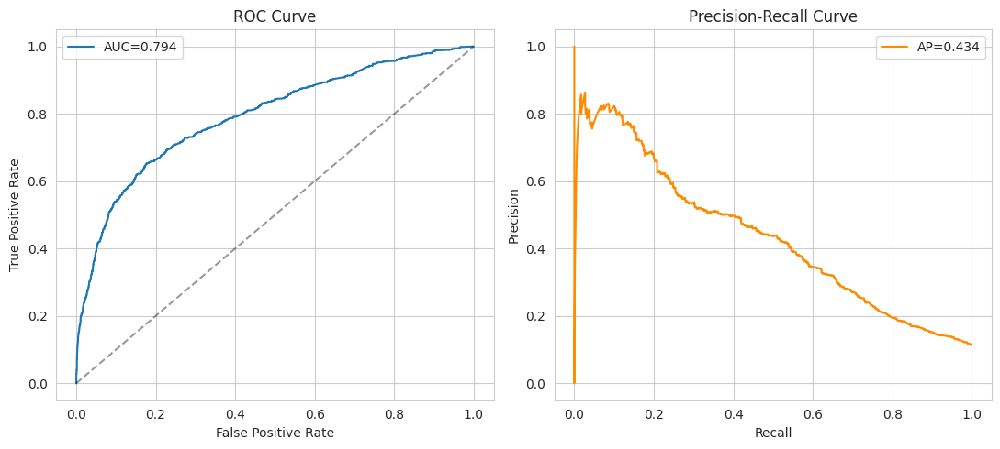 ROC Curve
AUC=0.794
1.0
0.8
0.6
0.4
0.2
0.0
True Positive Rate
0.0 0.2 0.4 0.6 0.8 1.0
False Positive Rate
Precision-Recall Curve
AP=0.434
1.0
0.8
0.6
0.4
0.2
0.0
Precision
0.0 0.2 0.4 0.6 0.8 1.0
Recall